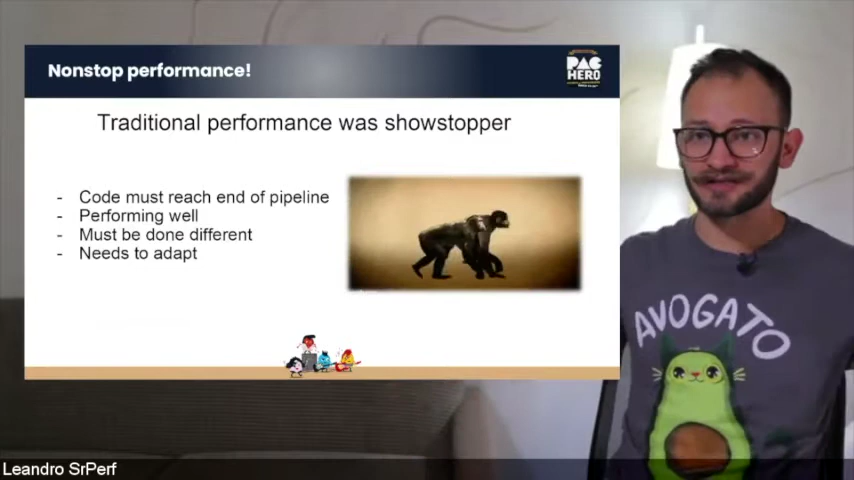 Nonstop performance!
PAC
HERO
Traditional performance was showstopper
- Code must reach end of pipeline
- Performing well
- Must be done different
- Needs to adapt
AVOGATO
Leandro SrPerf